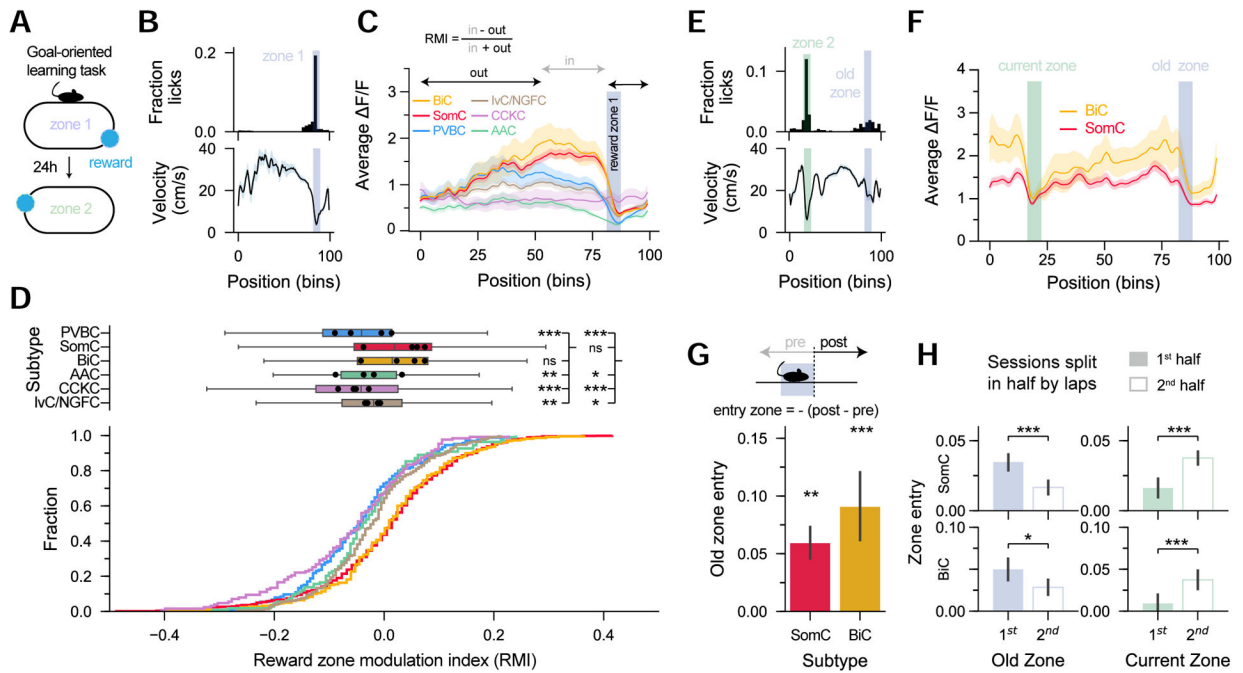 A
Goal-oriented
learning task
zone 1
24h
reward
zone 2
B
zone 1
Fraction
licks
0.2
0.0
Velocity
(cm/s)
40
20
0
0
100
Position (bins)
C
RMI = in - out
in + out
in
out
BiC
SomC
PVBC
IvC/NGFC
CCKC
AAC
reward zone 1
Average ΔF/F
3
2
1
0
0
25
50
75
100
Position (bins)
E
zone 2
old
zone
Fraction
licks
0.1
0.0
Velocity
(cm/s)
40
20
0
0
100
Position (bins)
F
current zone
old zone
BiC
SomC
Average ΔF/F
4
3
2
1
0
0
25
50
75
100
Position (bins)
D
Subtype
PVBC
SomC
BiC
AAC
CCKC
IvC/NGFC
*** ***
ns
ns
** *
*** ***
** *
Fraction
1.0
0.8
0.6
0.4
0.2
0.0
−0.4
−0.2
0.0
0.2
0.4
Reward zone modulation index (RMI)
G
pre
post
entry zone = - (post - pre)
Old zone entry
0.15
0.10
0.05
0.00
**
***
SomC
BiC
Subtype
H
Sessions split
in half by laps
1st half
2nd half
Zone entry
SomC
0.05
0.00
***
0.05
0.00
***
BiC
0.10
0.00
*
0.10
0.00
***
1st
2nd
Old Zone
1st
2nd
Current Zone